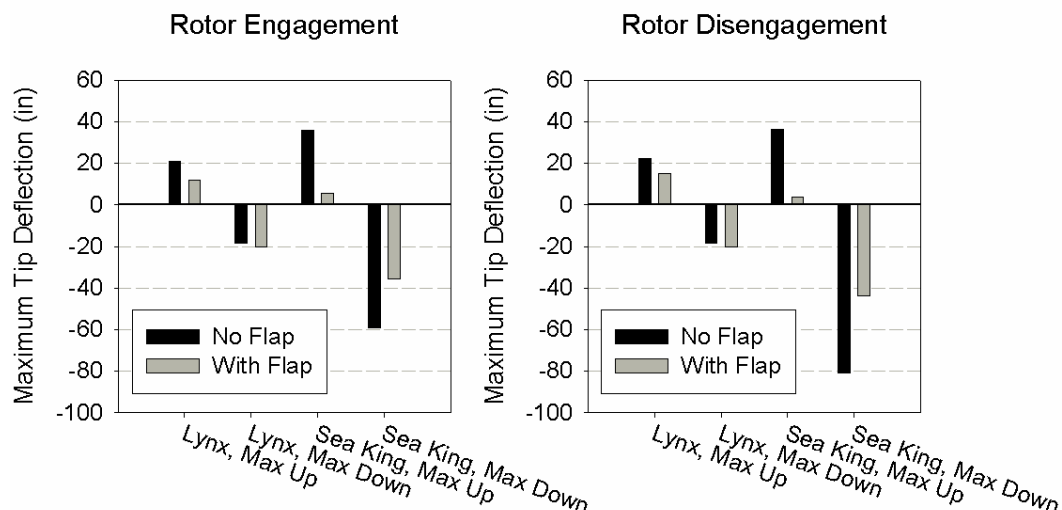 Rotor Engagement
Maximum Tip Deflection (in)
60
40
20
0
-20
-40
-60
-80
-100
No Flap
With Flap
Lynx, Max Up
Lynx, Max Down
Sea King, Max Up
Sea King, Max Down
Rotor Disengagement
Maximum Tip Deflection (in)
60
40
20
0
-20
-40
-60
-80
-100
No Flap
With Flap
Lynx, Max Up
Lynx, Max Down
Sea King, Max Up
Sea King, Max Down